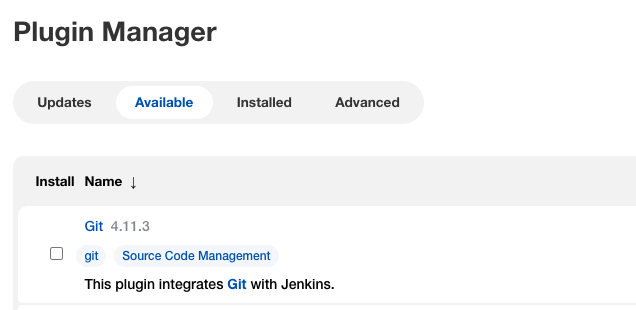 Plugin Manager
Updates Available Installed Advanced
Install Name ↓
Git 4.11.3
git Source Code Management
This plugin integrates Git with Jenkins.